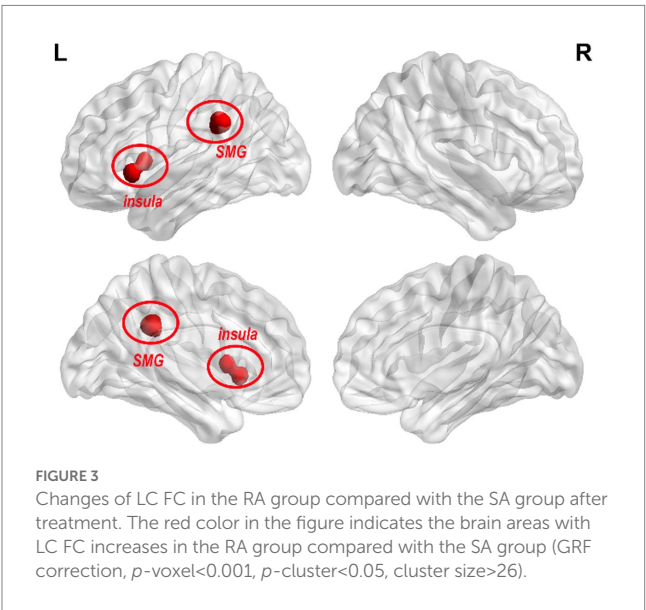 L
R
SMG
insula
insula
SMG
FIGURE 3
Changes of LC FC in the RA group compared with the SA group after
treatment. The red color in the figure indicates the brain areas with
LC FC increases in the RA group compared with the SA group (GRF
correction, p-voxel<0.001, p-cluster<0.05, cluster size>26).